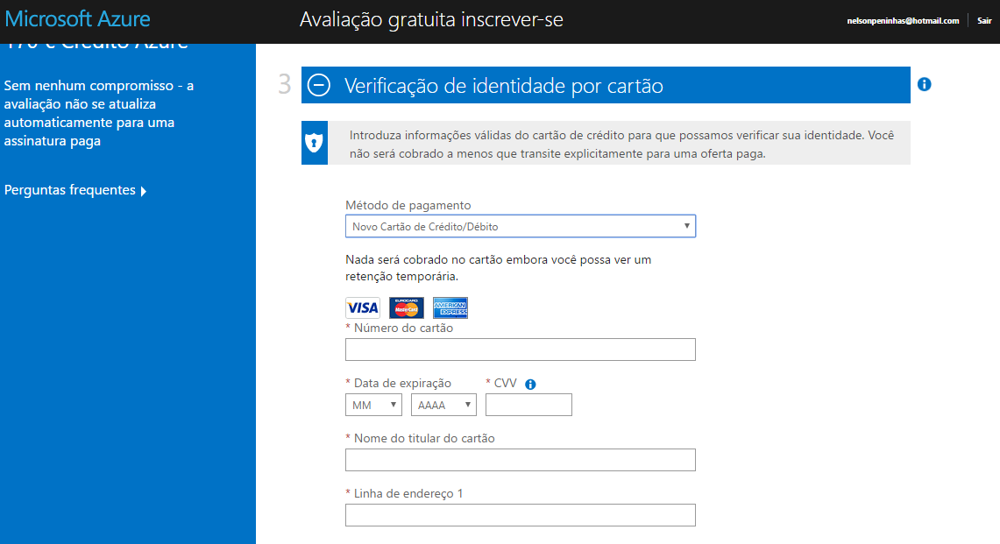 Microsoft Azure
Avaliação gratuita inscrever-se
nelsonpeninhas@hotmail.com
Sair
170 € Crédito Azure
Sem nenhum compromisso - a
avaliação não se atualiza
automaticamente para uma
assinatura paga
Perguntas frequentes
3
Verificação de identidade por cartão
Introduza informações válidas do cartão de crédito para que possamos verificar sua identidade. Você
não será cobrado a menos que transite explicitamente para uma oferta paga.
Método de pagamento
Novo Cartão de Crédito/Débito
Nada será cobrado no cartão embora você possa ver um
retenção temporária.
VISA
EUROCARD
MasterCard
AMERICAN
EXPRESS
* Número do cartão
* Data de expiração
* CVV
MM
AAAA
* Nome do titular do cartão
* Linha de endereço 1